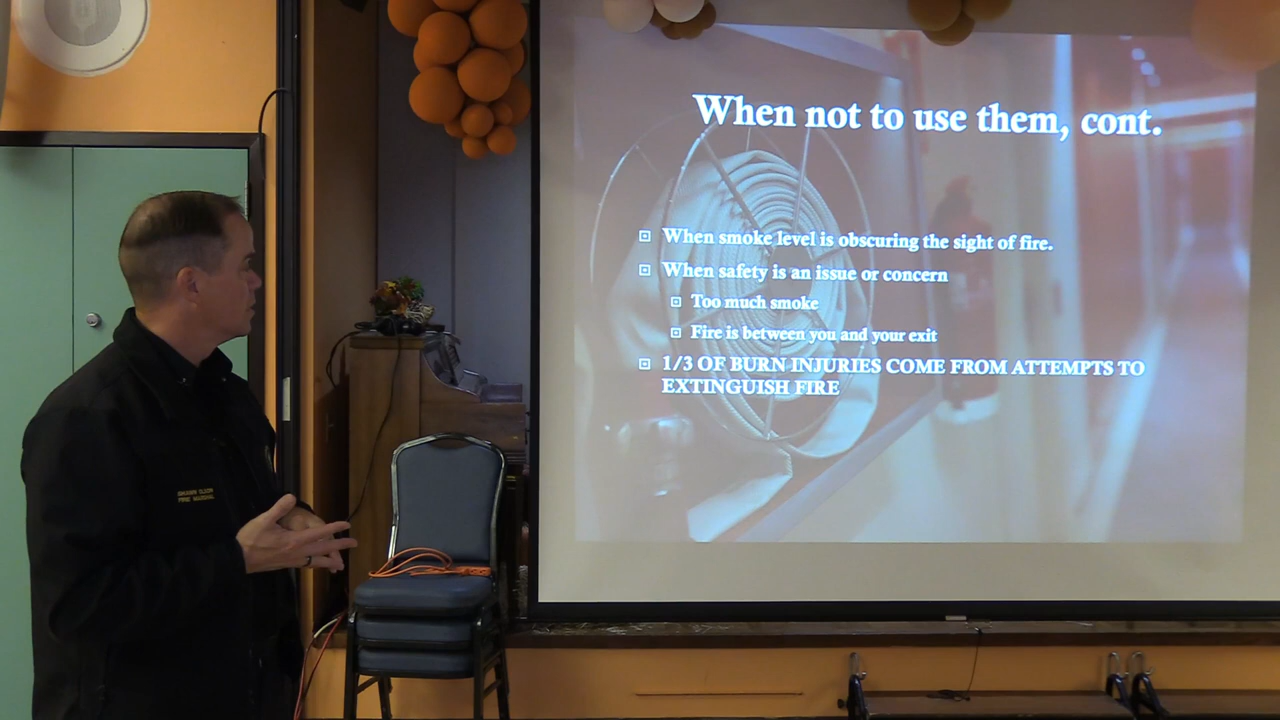 When not to use them, cont.
When smoke level is obscuring the sight of fire.
When safety is an issue or concern
Too much smoke
Fire is between you and your exit
1/3 OF BURN INJURIES COME FROM ATTEMPTS TO
EXTINGUISH FIRE
FIRE MARSHAL